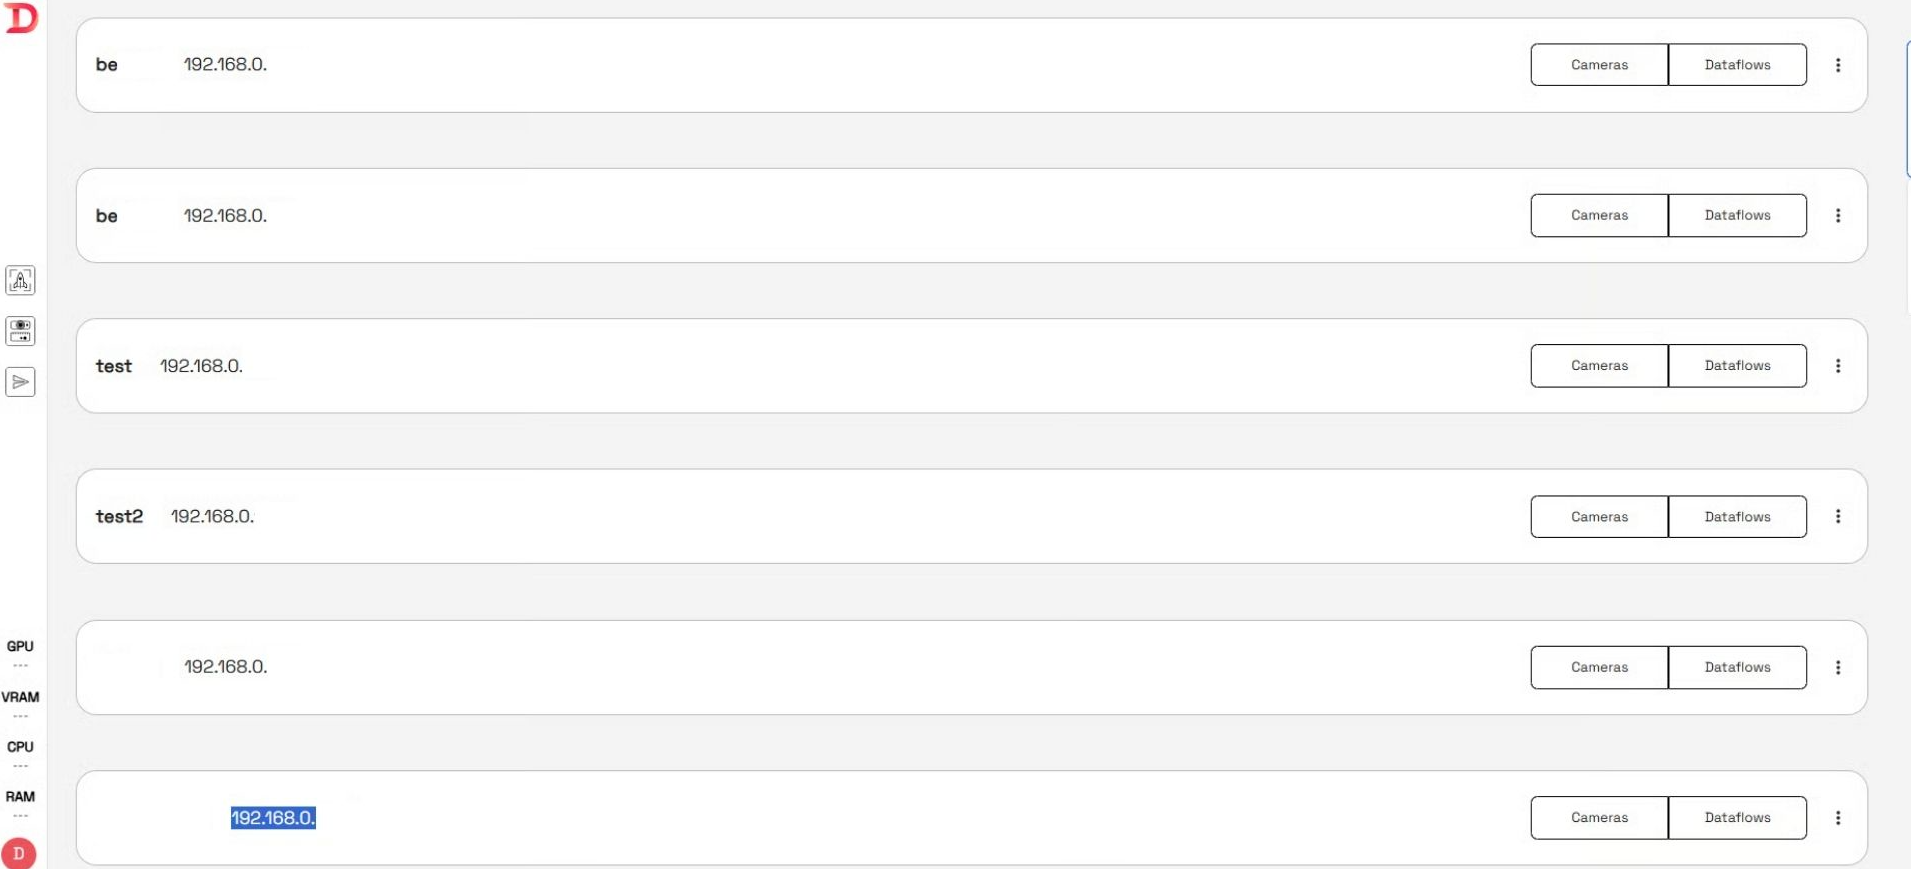 D
be 192.168.0. Cameras Dataflows
be 192.168.0. Cameras Dataflows
test 192.168.0. Cameras Dataflows
test2 192.168.0. Cameras Dataflows
192.168.0. Cameras Dataflows
192.168.0. Cameras Dataflows
GPU
---
VRAM
---
CPU
---
RAM
---
D